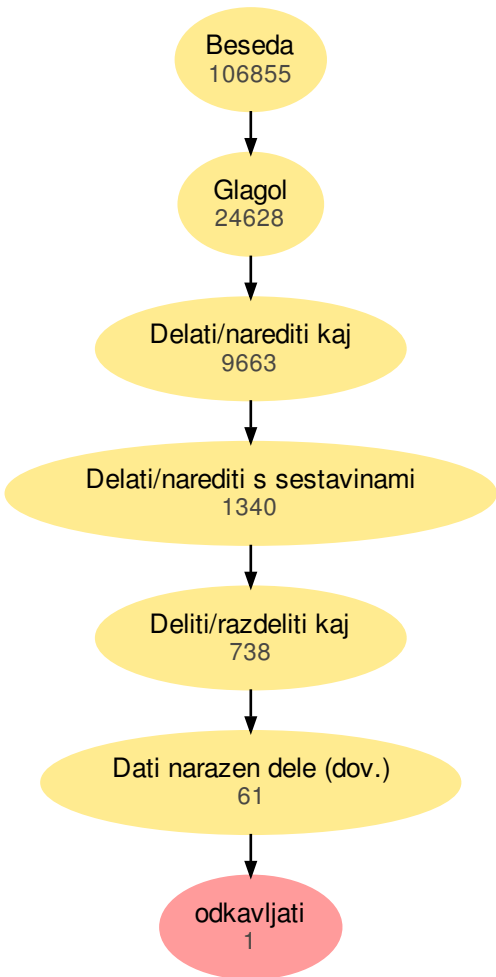 Beseda
106855
Glagol
24628
Delati/narediti kaj
9663
Delati/narediti s sestavinami
1340
Deliti/razdeliti kaj
738
Dati narazen dele (dov.)
61
odkavljati
1